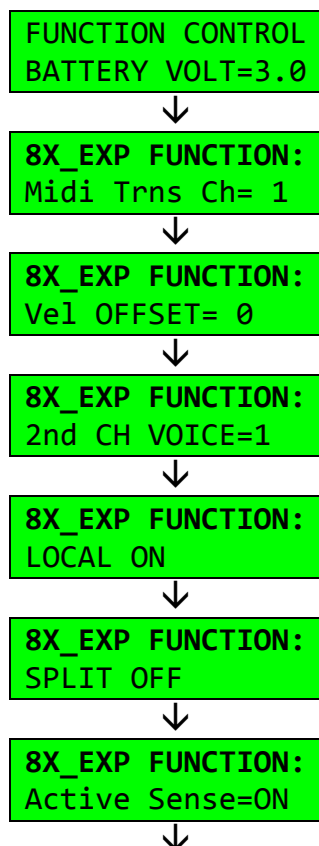 FUNCTION CONTROL
BATTERY VOLT=3.0
8X_EXP FUNCTION:
Midi Trns Ch= 1
8X_EXP FUNCTION:
Vel OFFSET= 0
8X_EXP FUNCTION:
2nd CH VOICE=1
8X_EXP FUNCTION:
LOCAL ON
8X_EXP FUNCTION:
SPLIT OFF
8X_EXP FUNCTION:
Active Sense=ON